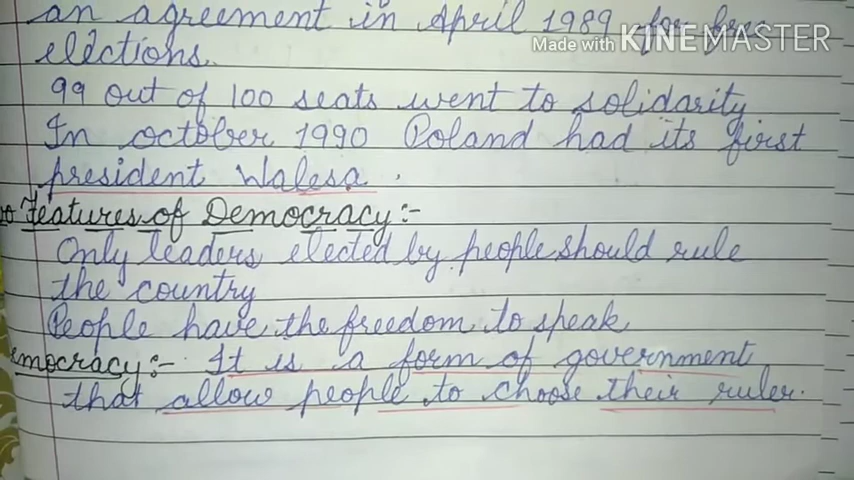 an agreement in April 1989 for free
Made with KINEMASTER
elections.
99 out of 100 seats went to solidarity
In october 1990 Poland had its first
president Walesa.
Features of Democracy:-
Only leaders elected by people should rule
the country
People have the freedom to speak
emocracy:- It is a form of government
that allow people to choose their ruler.